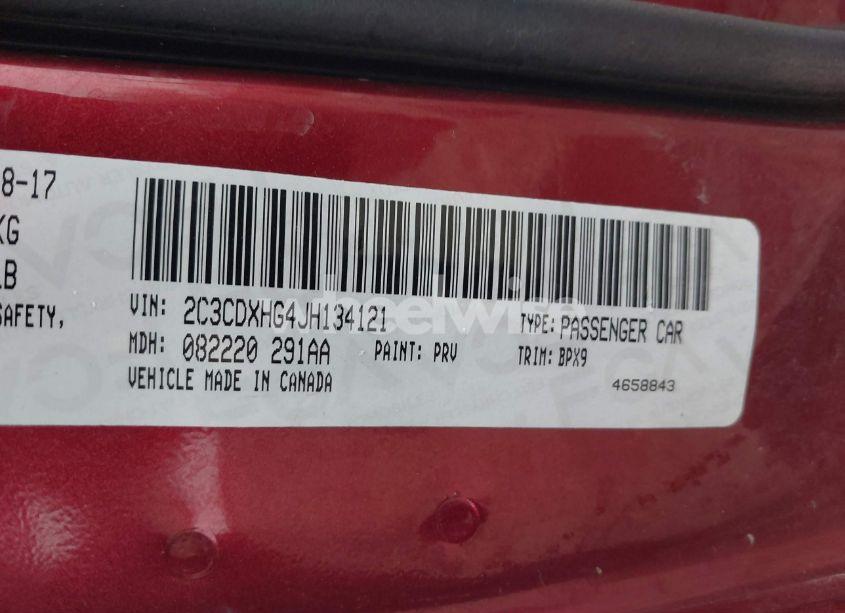 8-17
KG
LB
SAFETY,
VIN: 2C3CDXHG4JH134121
TYPE: PASSENGER CAR
MDH: 082220 291AA
PAINT: PRV
TRIM: BPX9
VEHICLE MADE IN CANADA
4658843
wheelwise